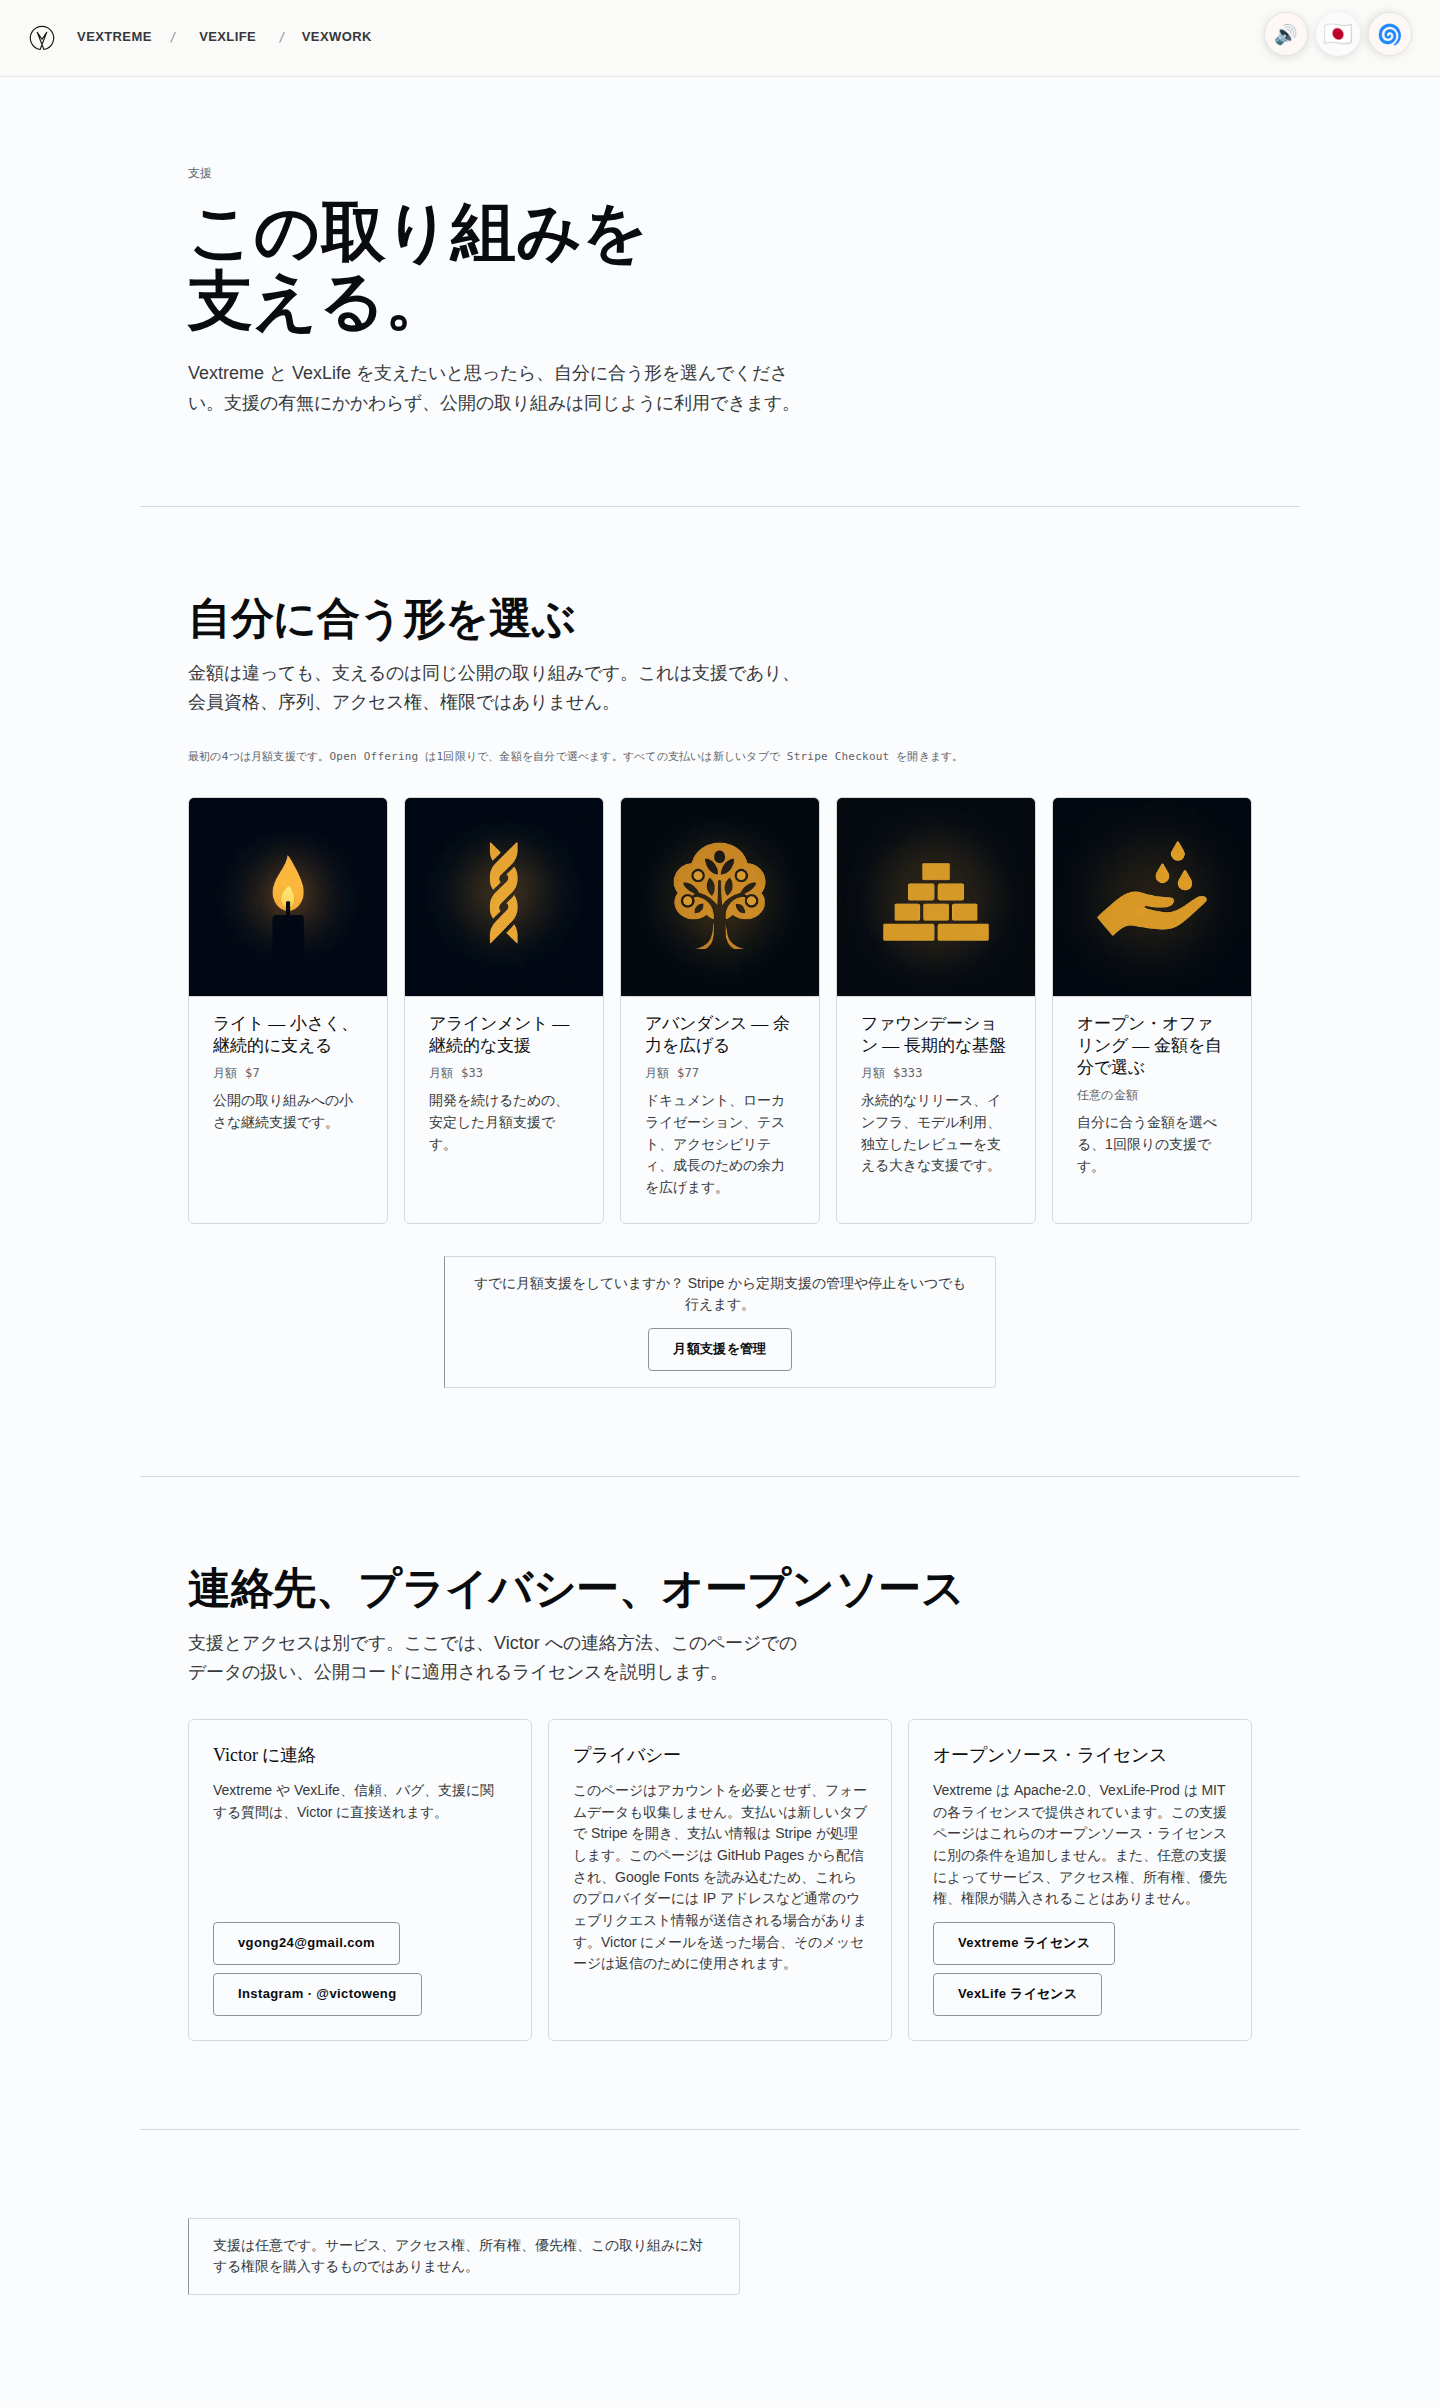 VEXTREME / VEXLIFE / VEXWORK
支援
この取り組みを
支える。
Vextreme と VexLife を支えたいと思ったら、自分に合う形を選んでくださ
い。支援の有無にかかわらず、公開の取り組みは同じように利用できます。
自分に合う形を選ぶ
金額は違っても、支えるのは同じ公開の取り組みです。これは支援であり、
会員資格、序列、アクセス権、権限ではありません。
最初の4つは月額支援です。Open Offering は1回限りで、金額を自分で選べます。すべての支払いは新しいタブで Stripe Checkout を開きます。
ライト — 小さく、
継続的に支える
月額 $7
公開の取り組みへの小
さな継続支援です。
アラインメント —
継続的な支援
月額 $33
開発を続けるための、
安定した月額支援で
す。
アバンダンス — 余
力を広げる
月額 $77
ドキュメント、ローカ
ライゼーション、テス
ト、アクセシビリテ
ィ、成長のための余力
を広げます。
ファウンデーショ
ン — 長期的な基盤
月額 $333
永続的なリリース、イ
ンフラ、モデル利用、
独立したレビューを支
える大きな支援です。
オープン・オファ
リング — 金額を自
分で選ぶ
任意の金額
自分に合う金額を選べ
る、1回限りの支援で
す。
すでに月額支援をしていますか？ Stripe から定期支援の管理や停止をいつでも
行えます。
月額支援を管理
連絡先、プライバシー、オープンソース
支援とアクセスは別です。ここでは、Victor への連絡方法、このページでの
データの扱い、公開コードに適用されるライセンスを説明します。
Victor に連絡
Vextreme や VexLife、信頼、バグ、支援に関
する質問は、Victor に直接送れます。
vgong24@gmail.com
Instagram · @victoweng
プライバシー
このページはアカウントを必要とせず、フォー
ムデータも収集しません。支払いは新しいタブ
で Stripe を開き、支払い情報は Stripe が処理
します。このページは GitHub Pages から配信
され、Google Fonts を読み込むため、これら
のプロバイダーには IP アドレスなど通常のウ
ェブリクエスト情報が送信される場合がありま
す。Victor にメールを送った場合、そのメッセ
ージは返信のために使用されます。
オープンソース・ライセンス
Vextreme は Apache-2.0、VexLife-Prod は MIT
の各ライセンスで提供されています。この支援
ページはこれらのオープンソース・ライセンス
に別の条件を追加しません。また、任意の支援
によってサービス、アクセス権、所有権、優先
権、権限が購入されることはありません。
Vextreme ライセンス
VexLife ライセンス
支援は任意です。サービス、アクセス権、所有権、優先権、この取り組みに対
する権限を購入するものではありません。